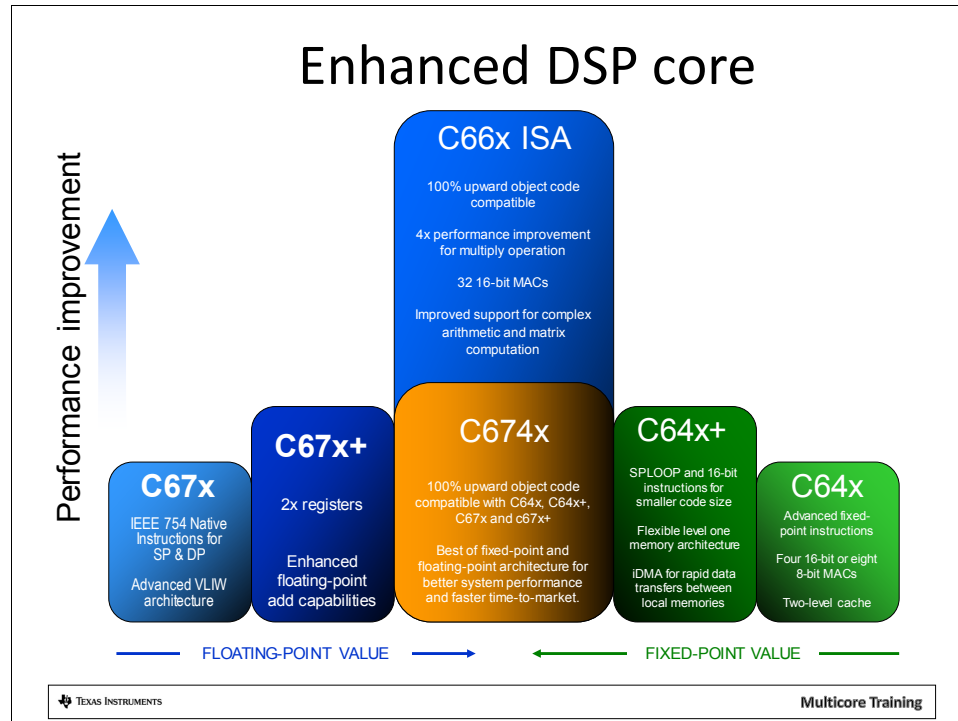 Enhanced DSP core
Performance improvement
C66x ISA
100% upward object code
compatible
4x performance improvement
for multiply operation
32 16-bit MACs
Improved support for complex
arithmetic and matrix
computation
C67x
IEEE 754 Native
Instructions for
SP & DP
Advanced VLIW
architecture
C67x+
2x registers
Enhanced
floating-point
add capabilities
C674x
100% upward object code
compatible with C64x, C64x+,
C67x and c67x+
Best of fixed-point and
floating-point architecture for
better system performance
and faster time-to-market.
C64x+
SPLOOP and 16-bit
instructions for
smaller code size
Flexible level one
memory architecture
iDMA for rapid data
transfers between
local memories
C64x
Advanced fixed-
point instructions
Four 16-bit or eight
8-bit MACs
Two-level cache
FLOATING-POINT VALUE
FIXED-POINT VALUE
TEXAS INSTRUMENTS
Multicore Training